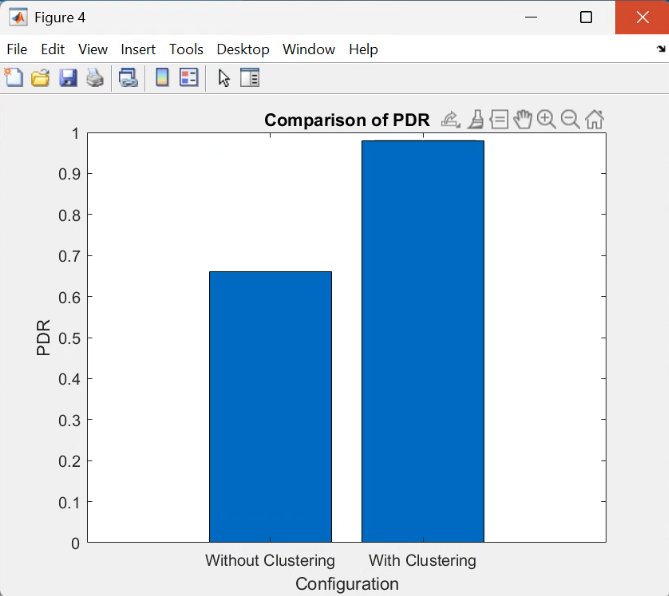 Figure 4
File Edit View Insert Tools Desktop Window Help
Comparison of PDR
1
0.9
0.8
0.7
0.6
0.5
0.4
0.3
0.2
0.1
0
PDR
Without Clustering With Clustering
Configuration